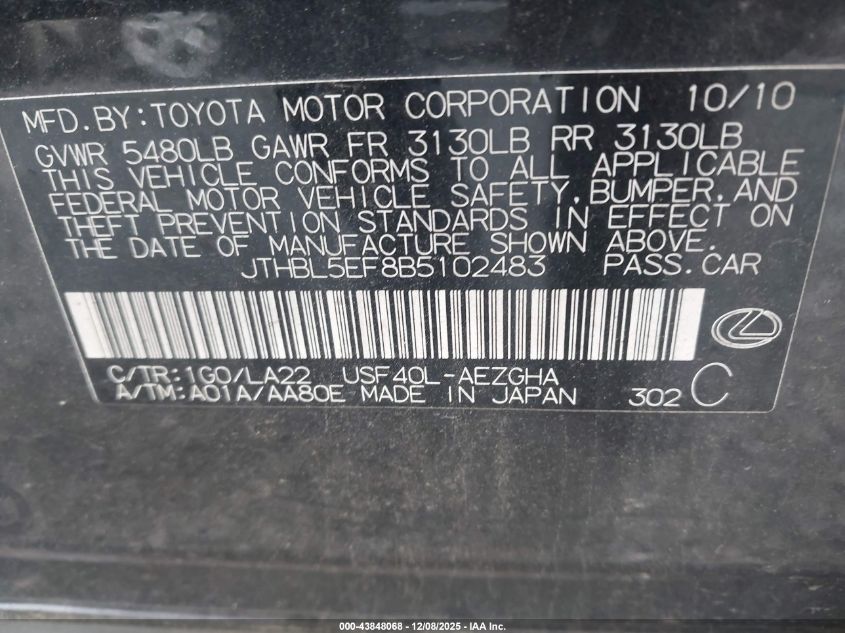 MFD.BY:TOYOTA MOTOR CORPORATION 10/10
GVWR 5480LB GAWR FR 3130LB RR 3130LB
THIS VEHICLE CONFORMS TO ALL APPLICABLE
FEDERAL MOTOR VEHICLE SAFETY,BUMPER,AND
THEFT PREVENTION STANDARDS IN EFFECT ON
THE DATE OF MANUFACTURE SHOWN ABOVE.
JTHBL5EF8B5102483 PASS.CAR
C/TR:1G0/LA22 USF40L-AEZGHA
A/TM:A01A/AA80E MADE IN JAPAN 302 C
000-43848068 - 12/08/2025 - IAA Inc.